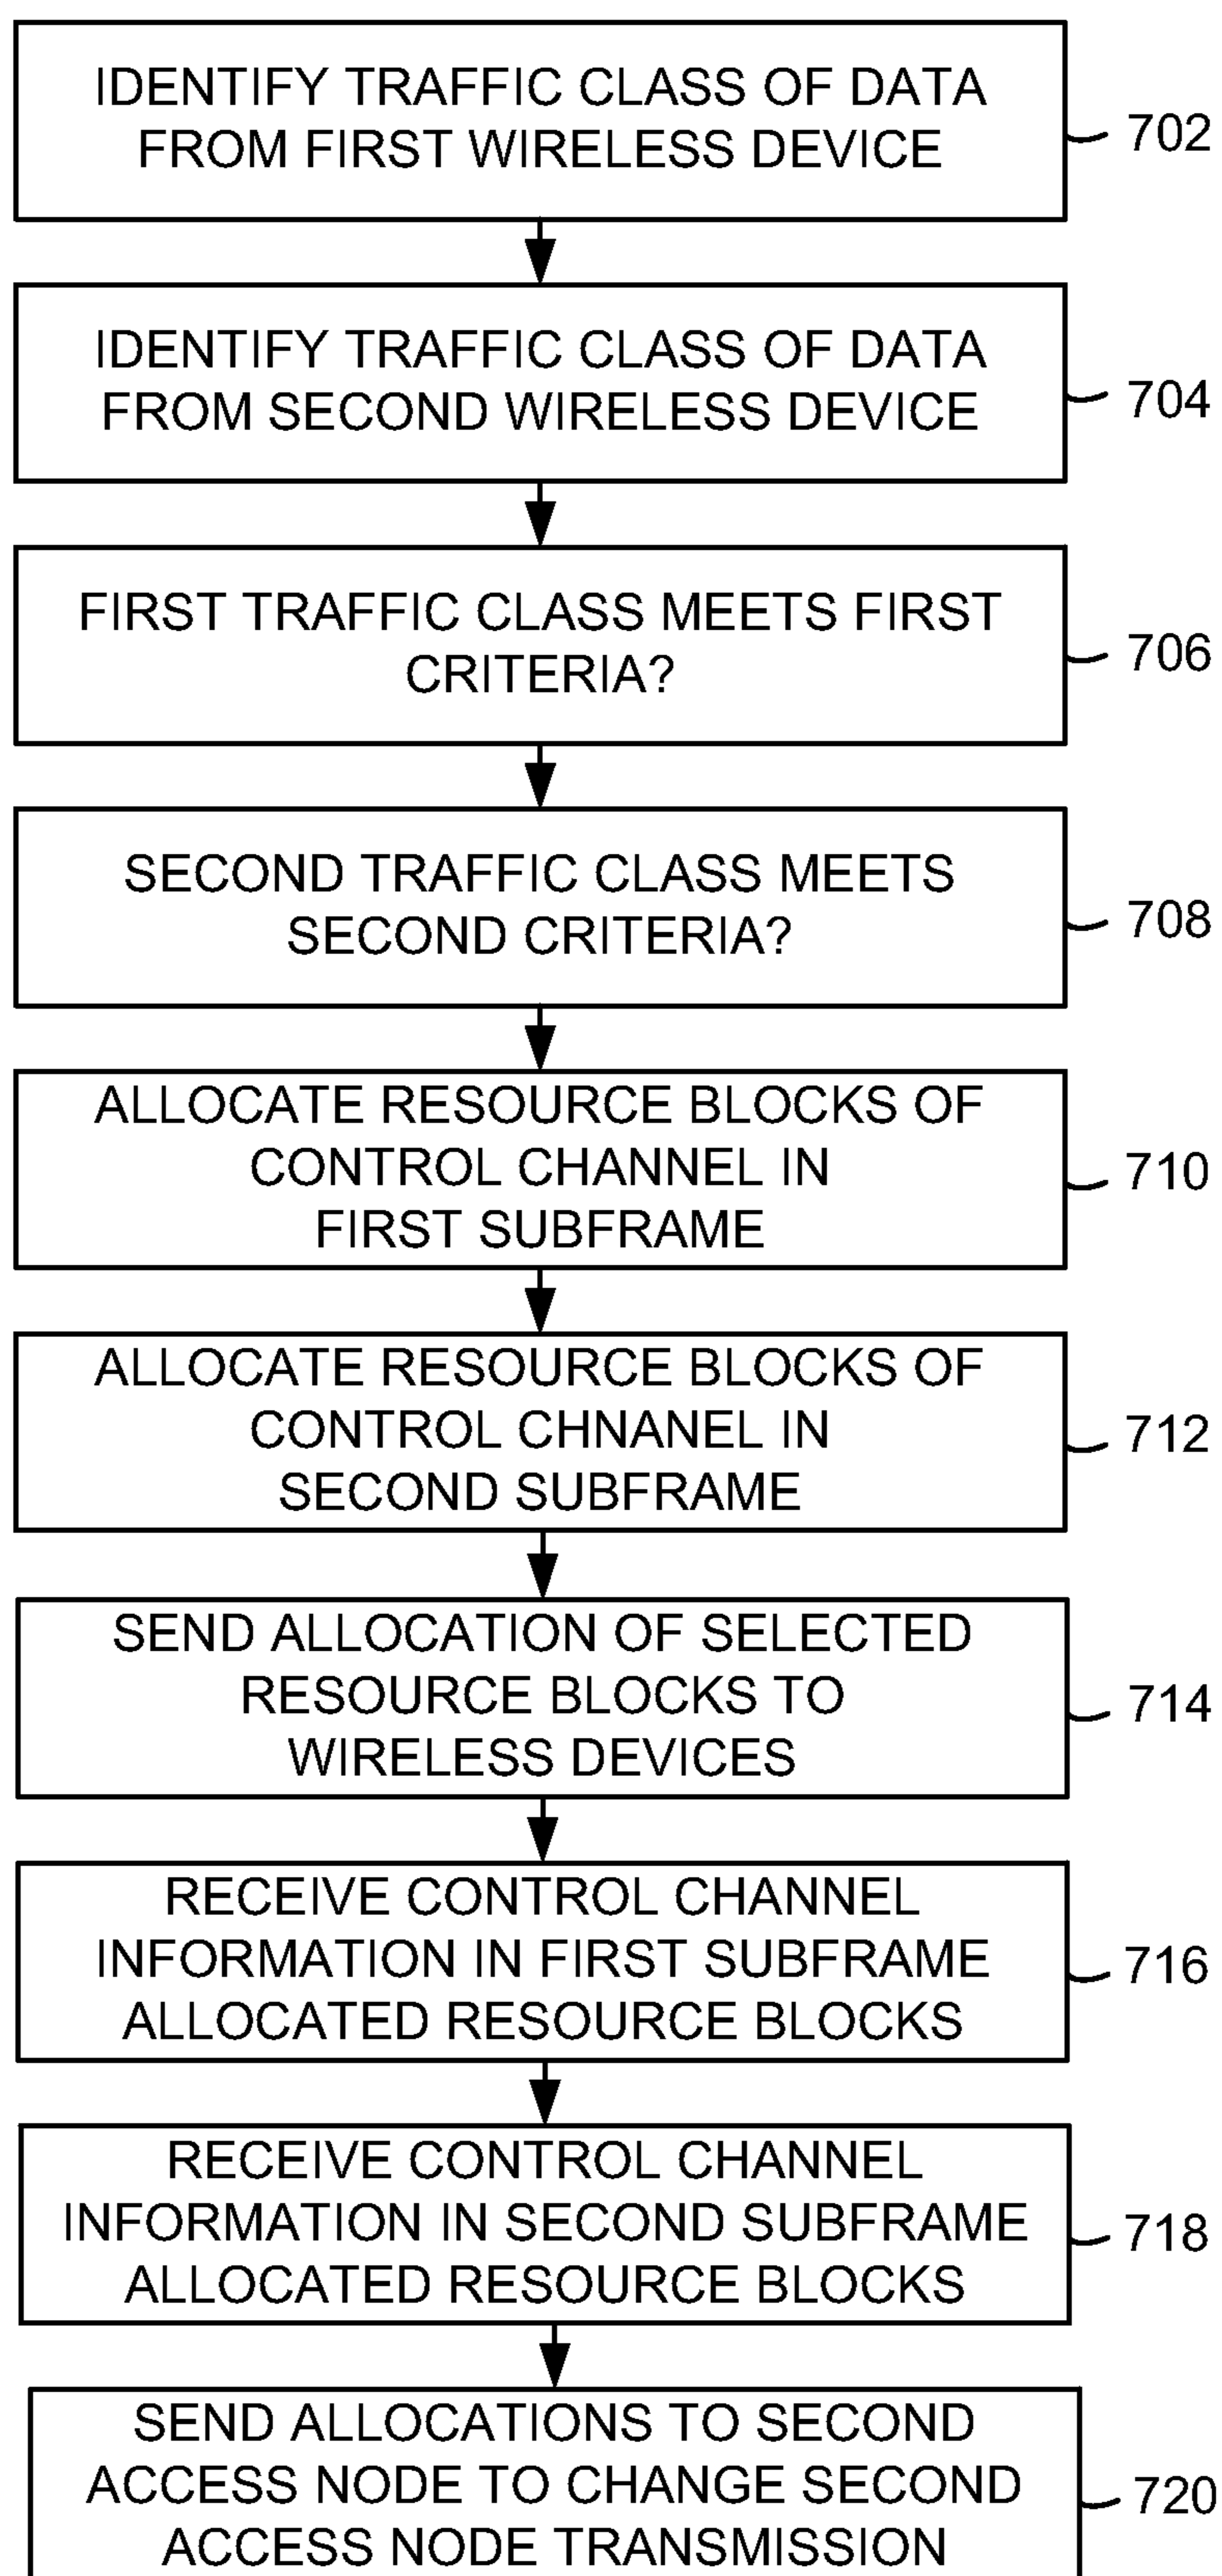 IDENTIFY TRAFFIC CLASS OF DATA
FROM FIRST WIRELESS DEVICE
702
IDENTIFY TRAFFIC CLASS OF DATA
FROM SECOND WIRELESS DEVICE
704
FIRST TRAFFIC CLASS MEETS FIRST
CRITERIA?
706
SECOND TRAFFIC CLASS MEETS
SECOND CRITERIA?
708
ALLOCATE RESOURCE BLOCKS OF
CONTROL CHANNEL IN
FIRST SUBFRAME
710
ALLOCATE RESOURCE BLOCKS OF
CONTROL CHNANEL IN
SECOND SUBFRAME
712
SEND ALLOCATION OF SELECTED
RESOURCE BLOCKS TO
WIRELESS DEVICES
714
RECEIVE CONTROL CHANNEL
INFORMATION IN FIRST SUBFRAME
ALLOCATED RESOURCE BLOCKS
716
RECEIVE CONTROL CHANNEL
INFORMATION IN SECOND SUBFRAME
ALLOCATED RESOURCE BLOCKS
718
SEND ALLOCATIONS TO SECOND
ACCESS NODE TO CHANGE SECOND
ACCESS NODE TRANSMISSION
720